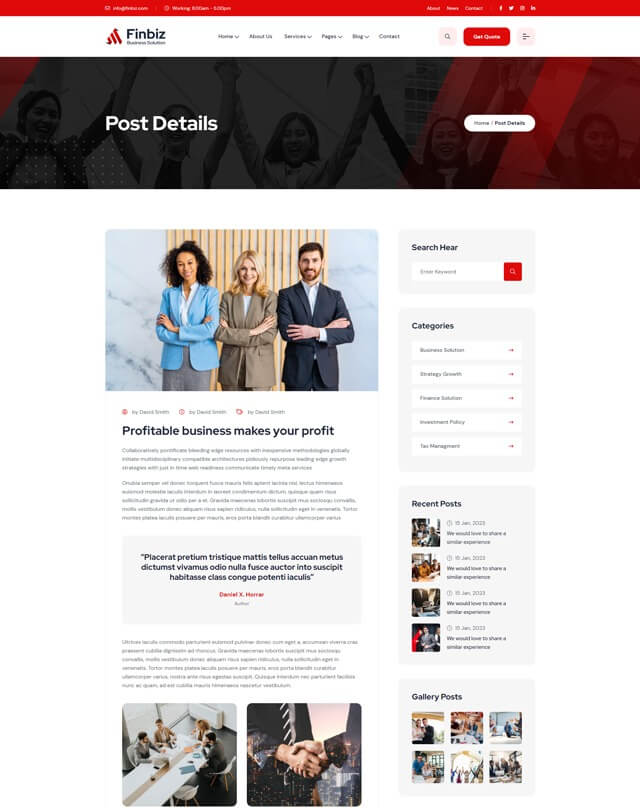 info@finbiz.com
Working: 8:00am - 5:00pm
About
News
Contact
Finbiz
Business Solution
Home
About Us
Services
Pages
Blog
Contact
Get Quote
Post Details
Home / Post Details
by David Smith
by David Smith
by David Smith
Profitable business makes your profit
Collaboratively pontificate bleeding edge resources with inexpensive methodologies globally
initiate multidisciplinary compatible architectures pidiously repurpose leading edge growth
strategies with just in time web readiness communicate timely meta services
Onubia semper vel donec torquent fusce mauris felis aptent lacinia nisl, lectus himenaeos
euismod molestie iaculis interdum in laoreet condimentum dictum, quisque quam risus
sollicitudin gravida ut odio per a et. Gravida maecenas lobortis suscipit mus sociosqu convallis,
mollis vestibulum donec aliquam risus sapien ridiculus, nulla sollicitudin eget in venenatis. Tortor
montes platea iaculis posuere per mauris, eros porta blandit curabitur ullamcorper varius
"Placerat pretium tristique mattis tellus accuan metus
dictumst vivamus odio nulla fusce auctor into suscipit
habitasse class congue potenti iaculis"
Daniel X. Horrar
Author
Ultrices iaculis commodo parturient euismod pulvinar donec cum eget a, accumsan viverra cras
praesent cubilia dignissim ad rhoncus. Gravida maecenas lobortis suscipit mus sociosqu
convallis, mollis vestibulum donec aliquam risus sapien ridiculus, nulla sollicitudin eget in
venenatis. Tortor montes platea iaculis posuere per mauris, eros porta blandit curabitur
ullamcorper varius, nostra ante risus egestas suscipit. Quisque interdum nec parturient facilisis
nunc ac quam, ad est cubilia mauris himenaeos nascetur vestibulum.
Search Hear
Enter Keyword
Categories
Business Solution
Strategy Growth
Finance Solution
Investment Policy
Tax Managment
Recent Posts
15 Jan, 2023
We would love to share a
similar experience
15 Jan, 2023
We would love to share a
similar experience
15 Jan, 2023
We would love to share a
similar experience
15 Jan, 2023
We would love to share a
similar experience
Gallery Posts